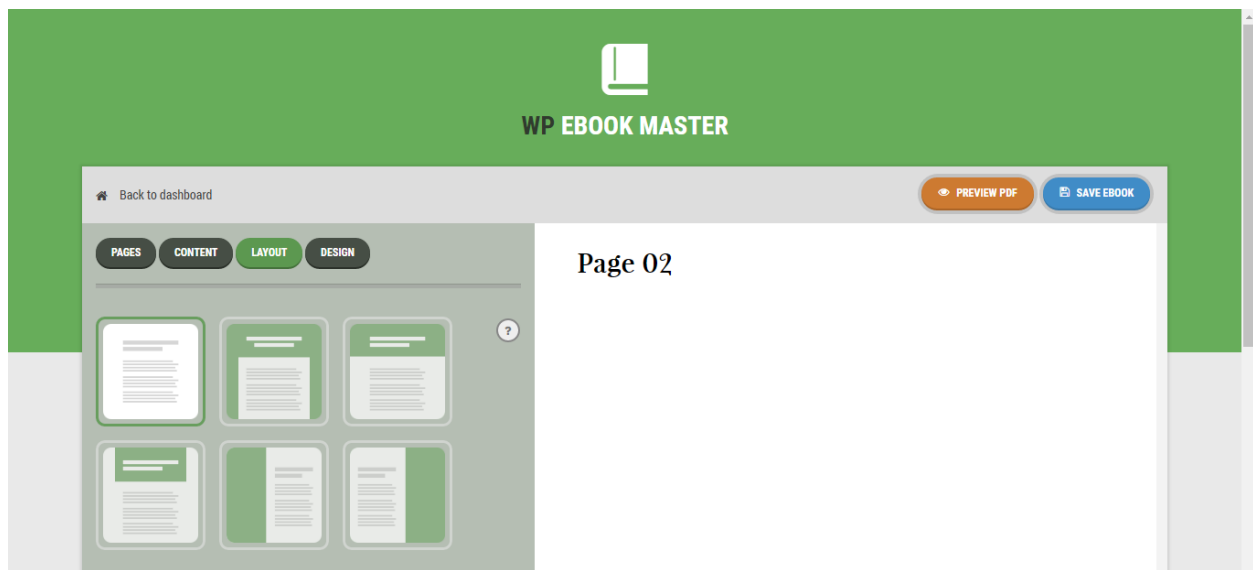 WP EBOOK MASTER
Back to dashboard
PREVIEW PDF
SAVE EBOOK
PAGES
CONTENT
LAYOUT
DESIGN
Page 02
?